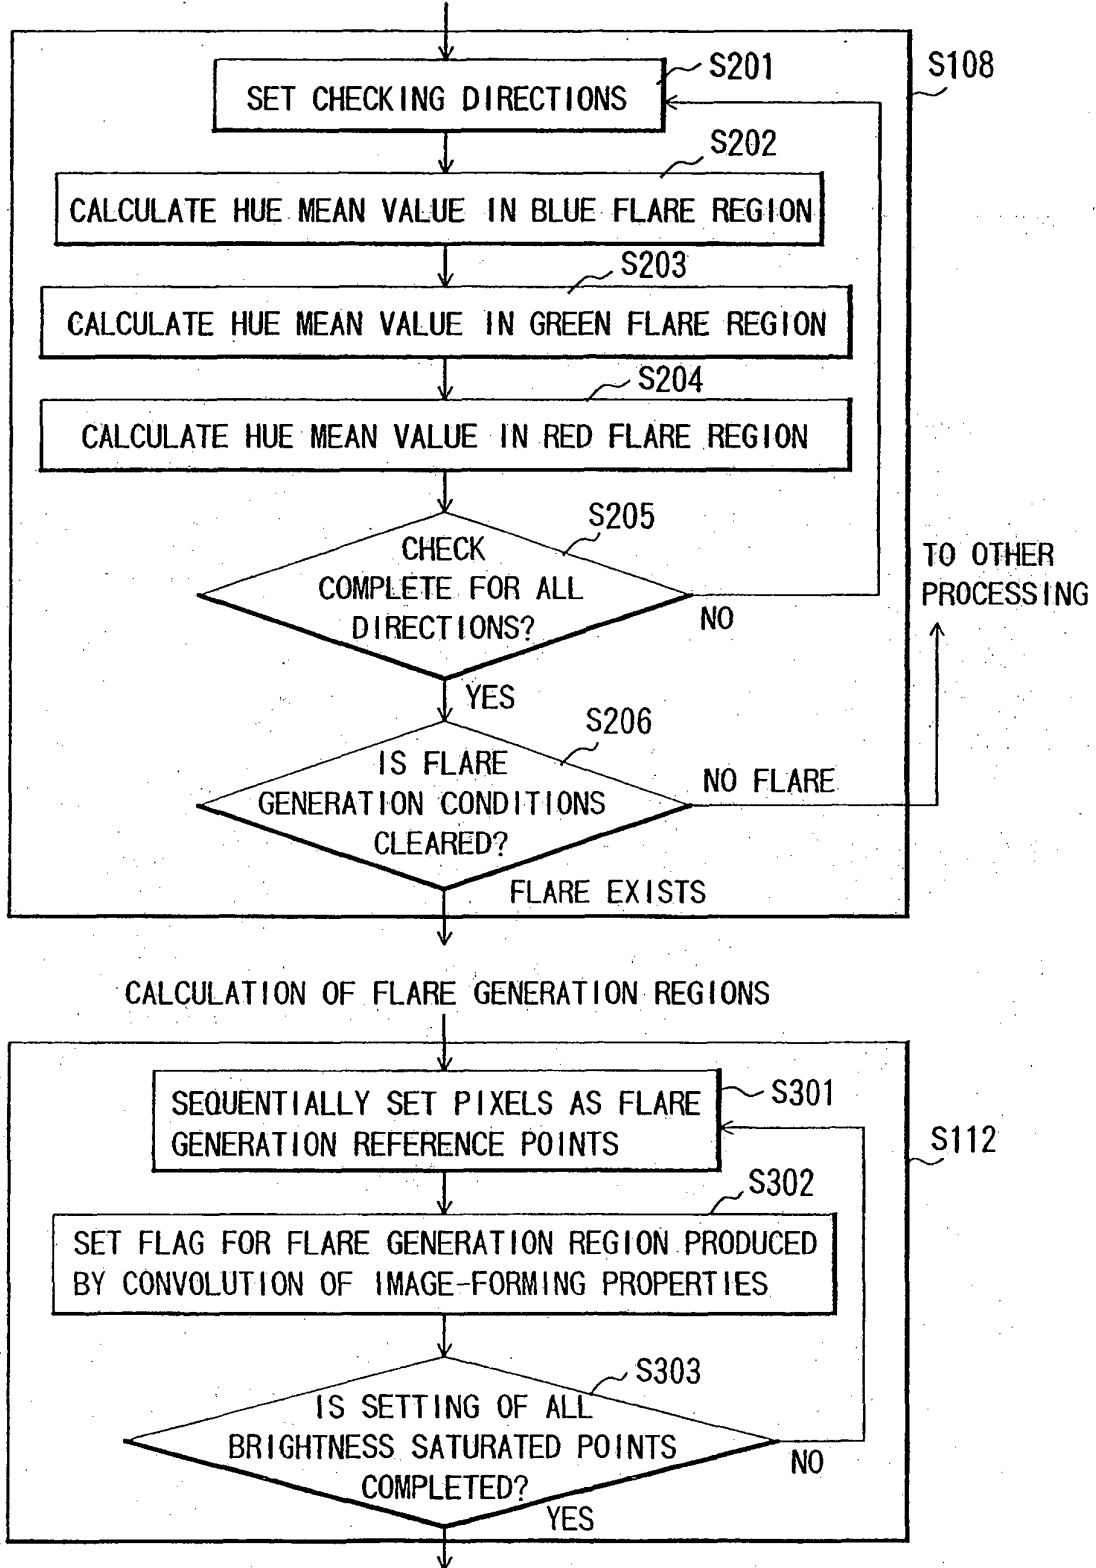 S108
S201
SET CHECKING DIRECTIONS
S202
CALCULATE HUE MEAN VALUE IN BLUE FLARE REGION
S203
CALCULATE HUE MEAN VALUE IN GREEN FLARE REGION
S204
CALCULATE HUE MEAN VALUE IN RED FLARE REGION
S205
CHECK
COMPLETE FOR ALL
DIRECTIONS?
NO
YES
TO OTHER
PROCESSING
S206
IS FLARE
GENERATION CONDITIONS
CLEARED?
NO FLARE
FLARE EXISTS
CALCULATION OF FLARE GENERATION REGIONS
S301
SEQUENTIALLY SET PIXELS AS FLARE
GENERATION REFERENCE POINTS
S112
S302
SET FLAG FOR FLARE GENERATION REGION PRODUCED
BY CONVOLUTION OF IMAGE-FORMING PROPERTIES
S303
IS SETTING OF ALL
BRIGHTNESS SATURATED POINTS
COMPLETED?
NO
YES